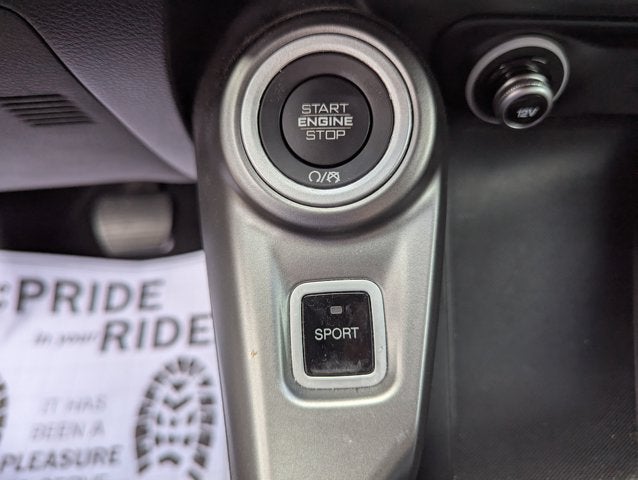 START
ENGINE
STOP
12V
SPORT
PRIDE
In your
RIDE
IT HAS
BEEN A
PLEASURE